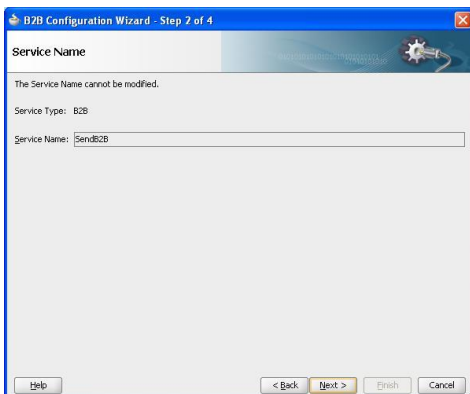 B2B Configuration Wizard - Step 2 of 4
Service Name
The Service Name cannot be modified.
Service Type: B2B
Service Name: SendB2B
Help
< Back
Next >
Finish
Cancel